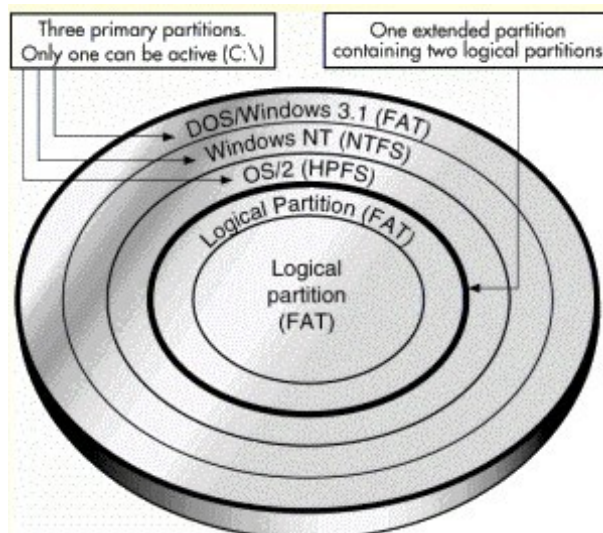 Three primary partitions.
Only one can be active (C:\)
One extended partition
containing two logical partitions
DOS/Windows 3.1 (FAT)
Windows NT (NTFS)
OS/2 (HPFS)
Logical Partition (FAT)
Logical
partition
(FAT)